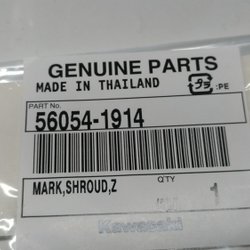 GENUINE PARTS
MADE IN THAILAND
:PE
PART No.
56054-1914
MARK,SHROUD,Z
QTY
1
Kawasaki